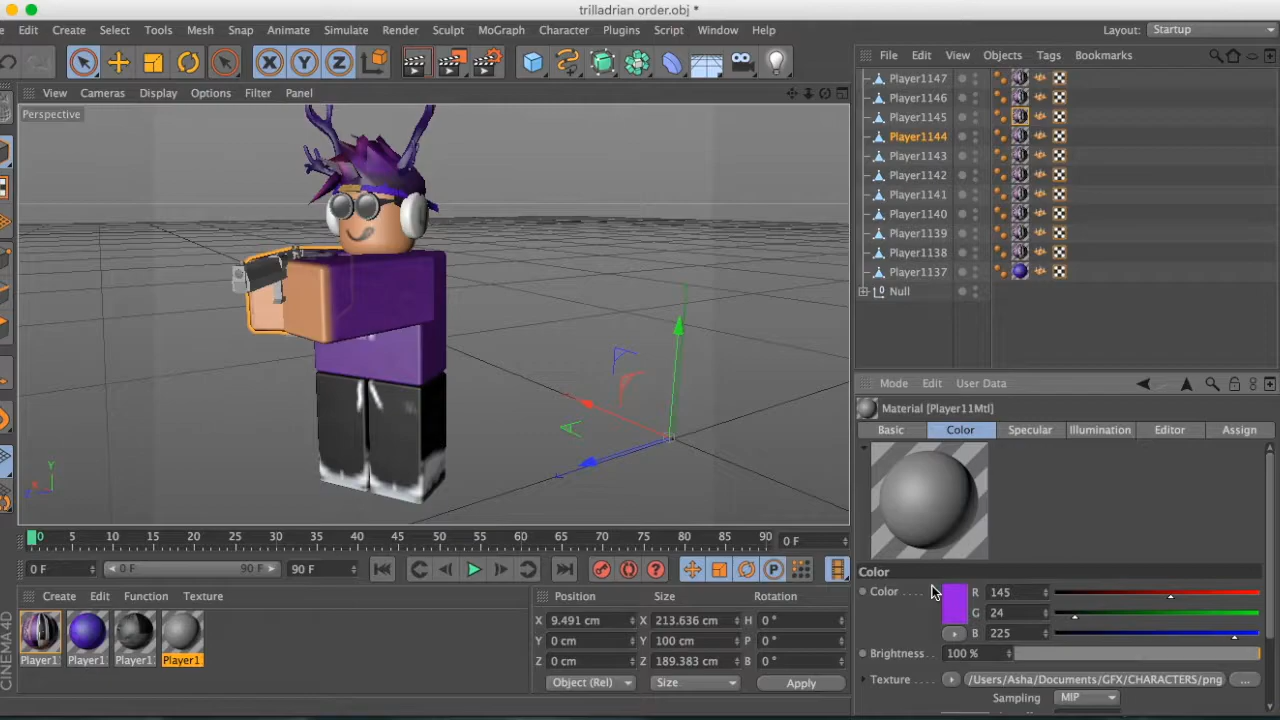 trilladrian order.obj *
Edit Create Select Tools Mesh Snap Animate Simulate Render Sculpt MoGraph Character Plugins Script Window Help
Layout: Startup
X Y Z
File Edit View Objects Tags Bookmarks
View Cameras Display Options Filter Panel
Perspective
Player1147
Player1146
Player1145
Player1144
Player1143
Player1142
Player1141
Player1140
Player1139
Player1138
Player1137
Null
Y
Mode Edit User Data
Material [Player11Mtl]
Basic Color Specular Illumination Editor Assign
0 5 10 15 20 25 30 35 40 45 50 55 60 65 70 75 80 85 90 0 F
0 F 0 F 90 F 90 F
P
Create Edit Function Texture
Player1 Player1 Player1 Player1
Position Size Rotation
X 9.491 cm X 213.636 cm H 0 °
Y 0 cm Y 100 cm P 0 °
Z 0 cm Z 189.383 cm B 0 °
Object (Rel) Size Apply
Color
Color . . . . R 145
G 24
B 225
Brightness . . 100 %
Texture . . . . /Users/Asha/Documents/GFX/CHARACTERS/png ...
Sampling MIP
CINEMA4D